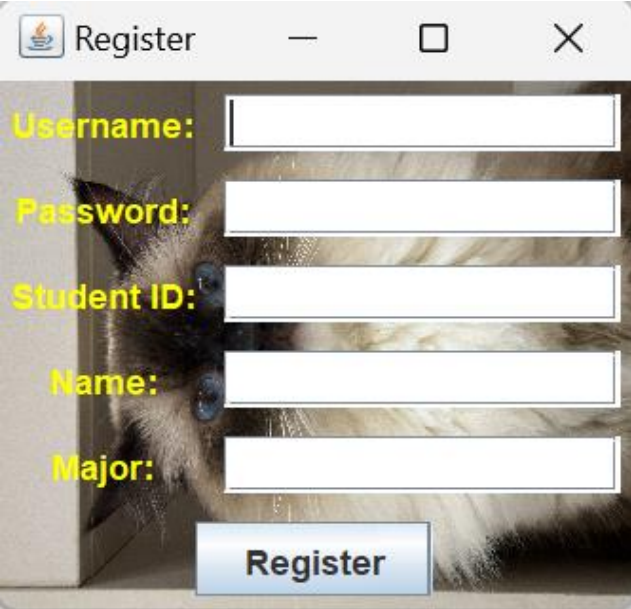 Register
Username:
Password:
Student ID:
Name:
Major:
Register